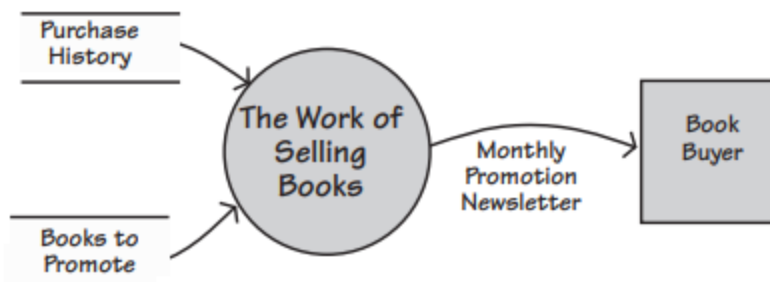 Purchase
History
The Work of
Selling
Books
Monthly
Promotion
Newsletter
Book
Buyer
Books to
Promote